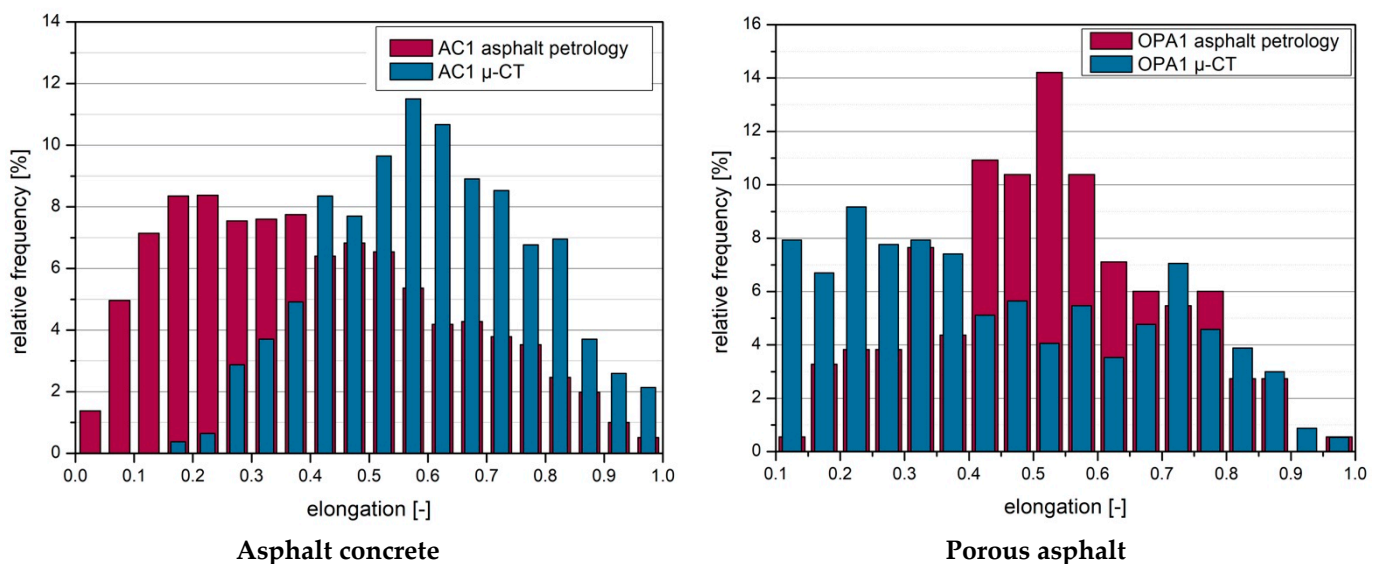 14
12
10
8
6
4
2
0
relative frequency [%]
AC1 asphalt petrology
AC1 µ-CT
0.0 0.1 0.2 0.3 0.4 0.5 0.6 0.7 0.8 0.9 1.0
elongation [-]
Asphalt concrete
16
14
12
10
8
6
4
2
0
relative frequency [%]
OPA1 asphalt petrology
OPA1 µ-CT
0.1 0.2 0.3 0.4 0.5 0.6 0.7 0.8 0.9 1.0
elongation [-]
Porous asphalt